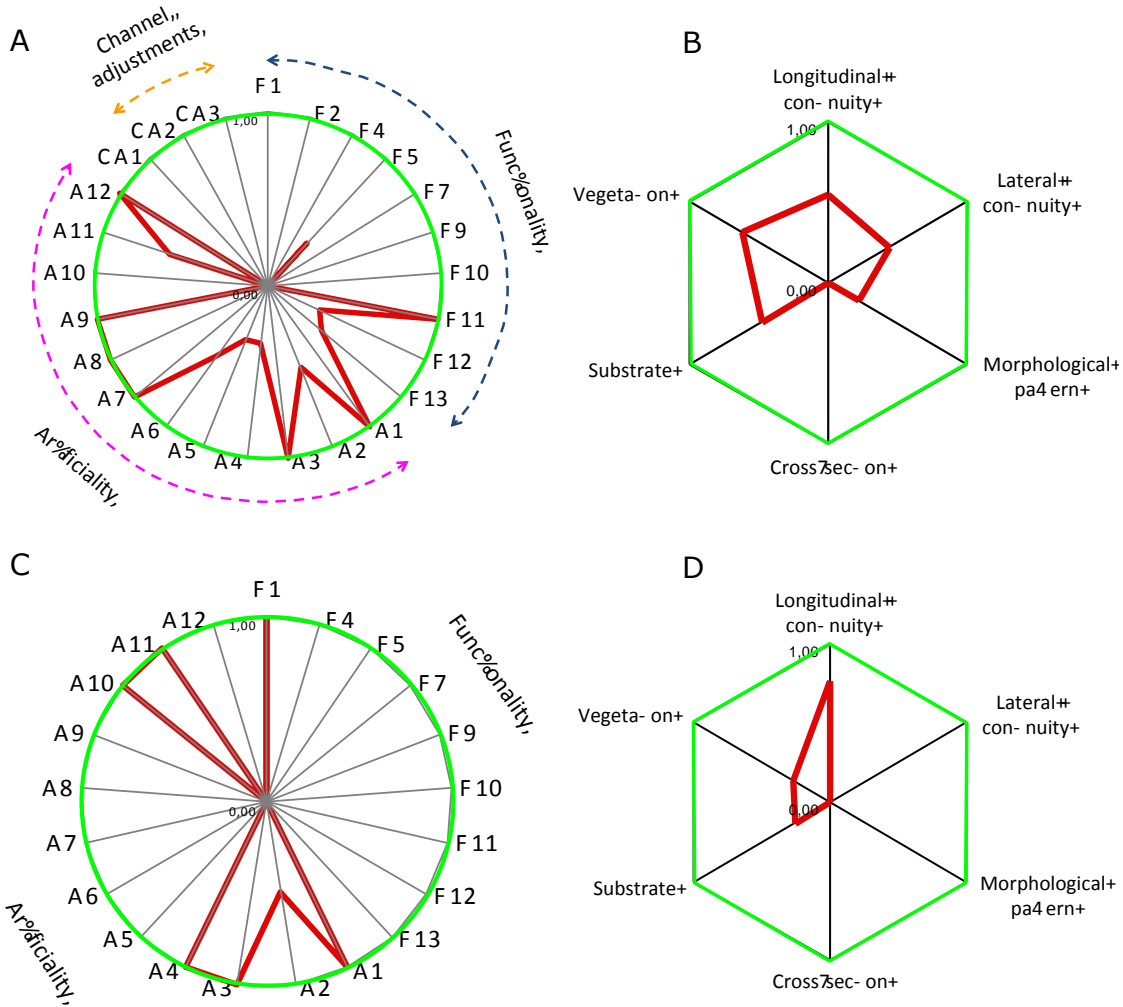 A
Channel,,
adjustments,
F 1
F 2
F 4
F 5
F 7
F 9
F 10
F 11
F 12
F 13
A 1
A 2
A 3
A 4
A 5
A 6
A 7
A 8
A 9
A 10
A 11
A 12
CA1
CA2
CA3
1,00
0,00
Func%onality,
Ar%ficiality,
B
Longitudinal++
con- nuity+
1,00
Lateral++
con- nuity+
Morphological+
pa4 ern+
Cross7sec- on+
Substrate+
Vegeta- on+
0,00
C
F 1
F 4
F 5
F 7
F 9
F 10
F 11
F 12
F 13
A 1
A 2
A 3
A 4
A 5
A 6
A 7
A 8
A 9
A 10
A 11
A 12
1,00
0,00
Func%onality,
Ar%ficiality,
D
Longitudinal++
con- nuity+
1,00
Lateral++
con- nuity+
Morphological+
pa4 ern+
Cross7sec- on+
Substrate+
Vegeta- on+
0,00